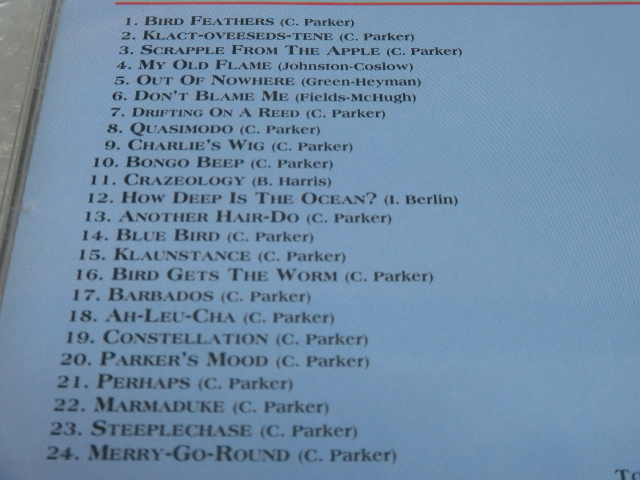 1. Bird Feathers (C. Parker)
2. Klact-oveeseds-tene (C. Parker)
3. Scrapple From The Apple (C. Parker)
4. My Old Flame (Johnston-Coslow)
5. Out Of Nowhere (Green-Heyman)
6. Don't Blame Me (Fields-McHugh)
7. Drifting On A Reed (C. Parker)
8. Quasimodo (C. Parker)
9. Charlie's Wig (C. Parker)
10. Bongo Beep (C. Parker)
11. Crazeology (B. Harris)
12. How Deep Is The Ocean? (I. Berlin)
13. Another Hair-Do (C. Parker)
14. Blue Bird (C. Parker)
15. Klaunstance (C. Parker)
16. Bird Gets The Worm (C. Parker)
17. Barbados (C. Parker)
18. Ah-Leu-Cha (C. Parker)
19. Constellation (C. Parker)
20. Parker's Mood (C. Parker)
21. Perhaps (C. Parker)
22. Marmaduke (C. Parker)
23. Steeplechase (C. Parker)
24. Merry-Go-Round (C. Parker)